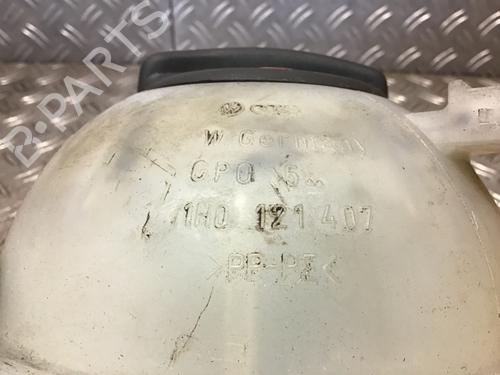 B-PARTS
W.Germany
CPO
1H0 121 407
>PP-PE<